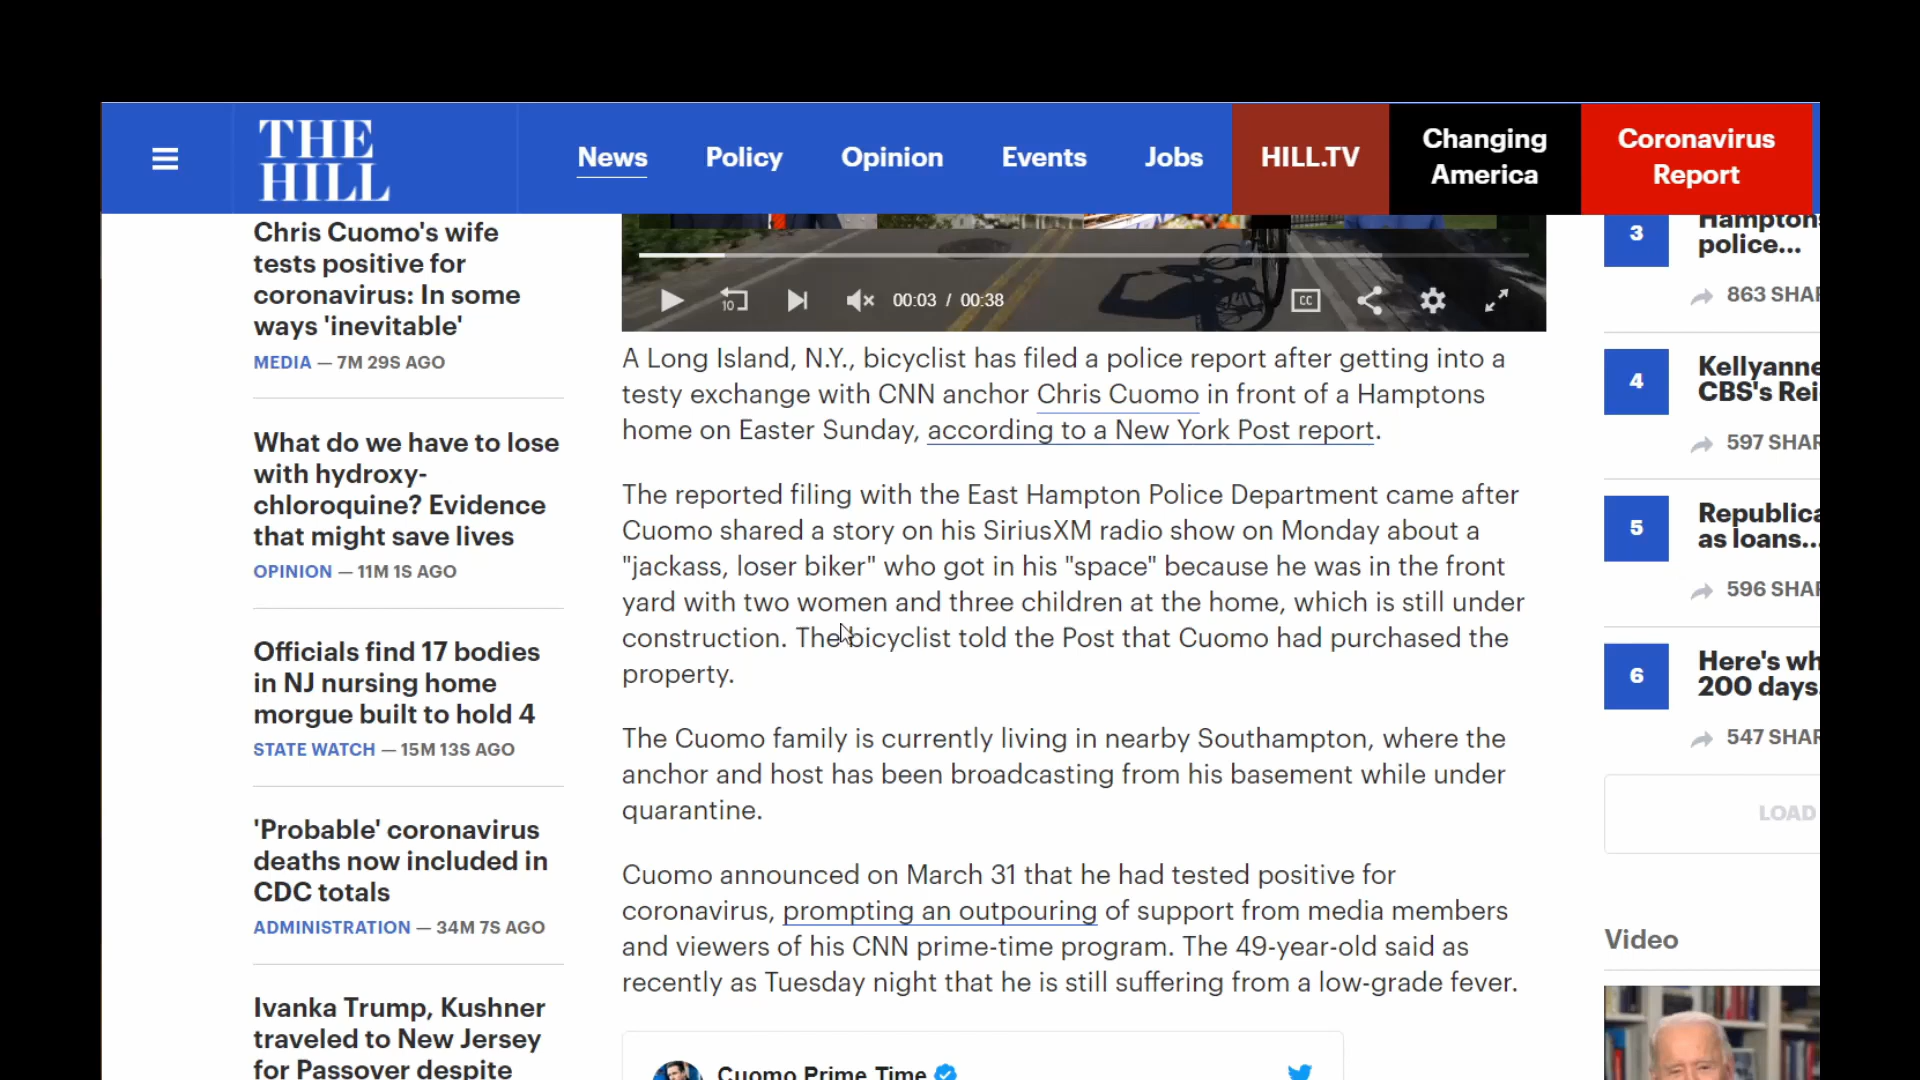 THE
HILL
News
Policy
Opinion
Events
Jobs
HILL.TV
Changing
America
Coronavirus
Report
Chris Cuomo's wife
tests positive for
coronavirus: In some
ways 'inevitable'
MEDIA — 7M 29S AGO
What do we have to lose
with hydroxy-
chloroquine? Evidence
that might save lives
OPINION — 11M 1S AGO
Officials find 17 bodies
in NJ nursing home
morgue built to hold 4
STATE WATCH — 15M 13S AGO
'Probable' coronavirus
deaths now included in
CDC totals
ADMINISTRATION — 34M 7S AGO
Ivanka Trump, Kushner
traveled to New Jersey
for Passover despite
10
00:03 / 00:38
CC
A Long Island, N.Y., bicyclist has filed a police report after getting into a
testy exchange with CNN anchor Chris Cuomo in front of a Hamptons
home on Easter Sunday, according to a New York Post report.
The reported filing with the East Hampton Police Department came after
Cuomo shared a story on his SiriusXM radio show on Monday about a
"jackass, loser biker" who got in his "space" because he was in the front
yard with two women and three children at the home, which is still under
construction. The bicyclist told the Post that Cuomo had purchased the
property.
The Cuomo family is currently living in nearby Southampton, where the
anchor and host has been broadcasting from his basement while under
quarantine.
Cuomo announced on March 31 that he had tested positive for
coronavirus, prompting an outpouring of support from media members
and viewers of his CNN prime-time program. The 49-year-old said as
recently as Tuesday night that he is still suffering from a low-grade fever.
Cuomo Prime Time
3
Hamptons
police...
863 SHAR
4
Kellyanne
CBS's Rei
597 SHAR
5
Republica
as loans...
596 SHAR
6
Here's wh
200 days
547 SHAR
LOAD
Video